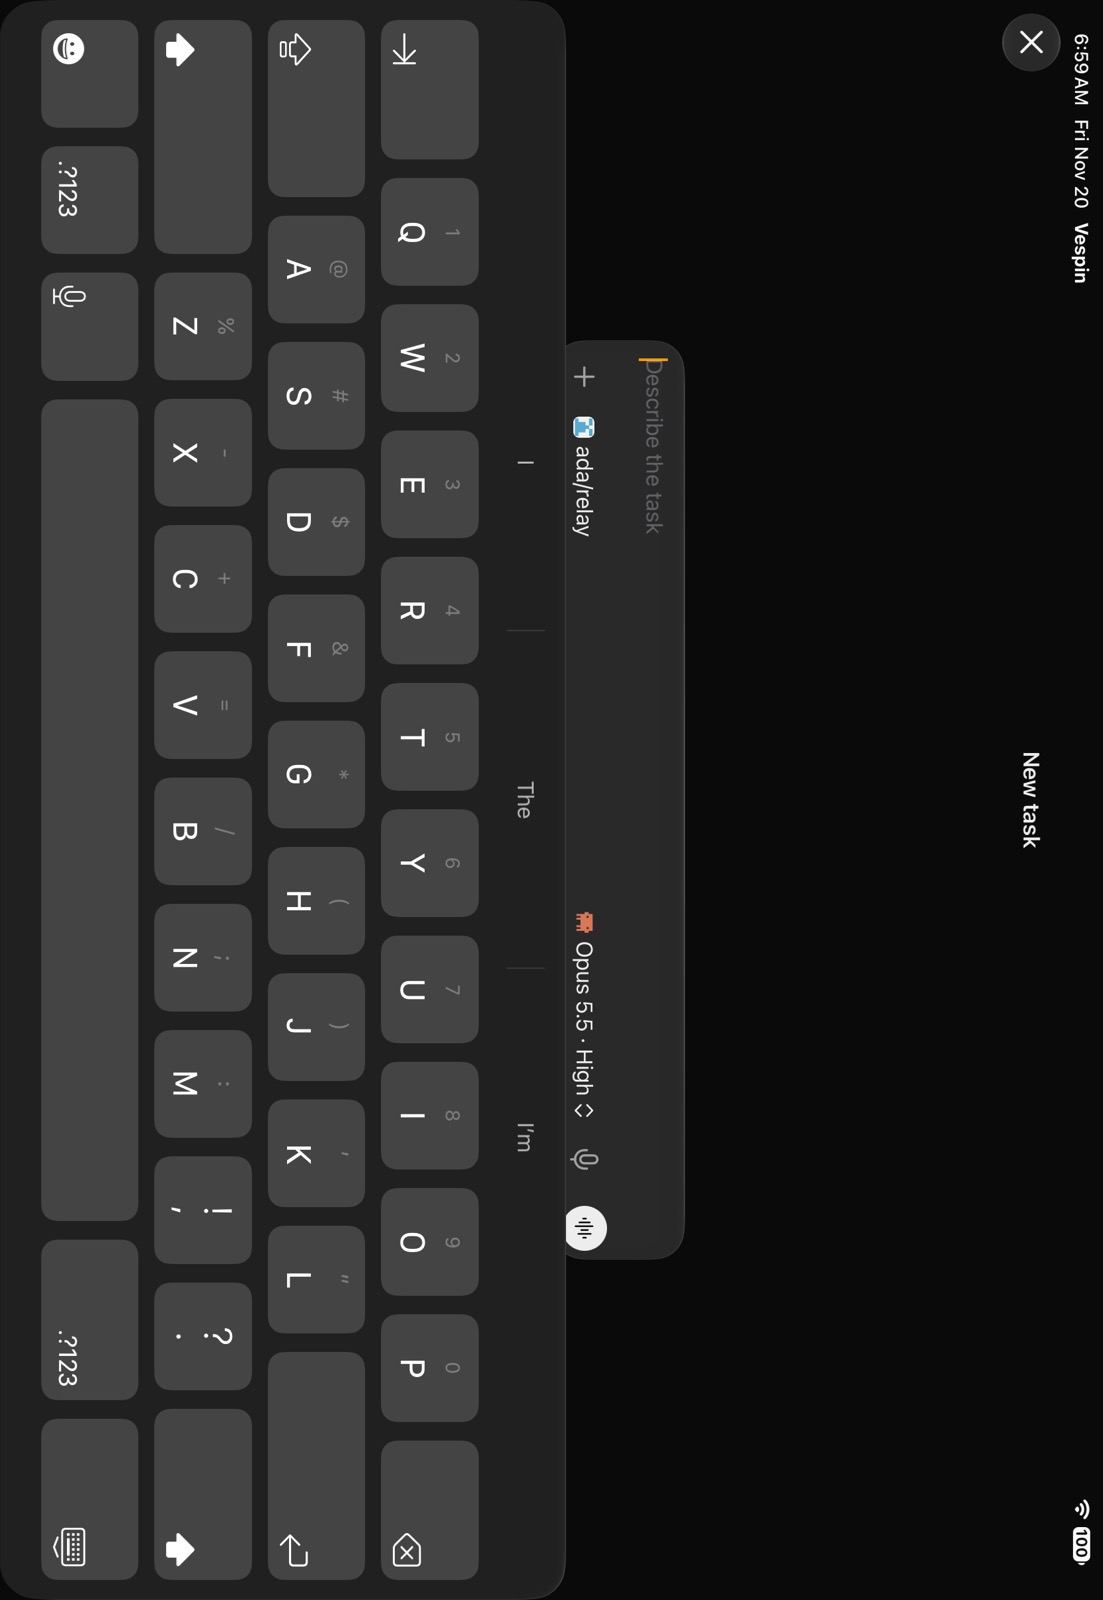 6:59 AM Fri Nov 20 Vespin
100
New task
Describe the task
ada/relay
Opus 5.5 · High
I The I'm
1 2 3 4 5 6 7 8 9 0
Q W E R T Y U I O P
@ # $ & * ( ) ' "
A S D F G H J K L
% - + = / ; : ! ?
Z X C V B N M , .
.?123 .?123